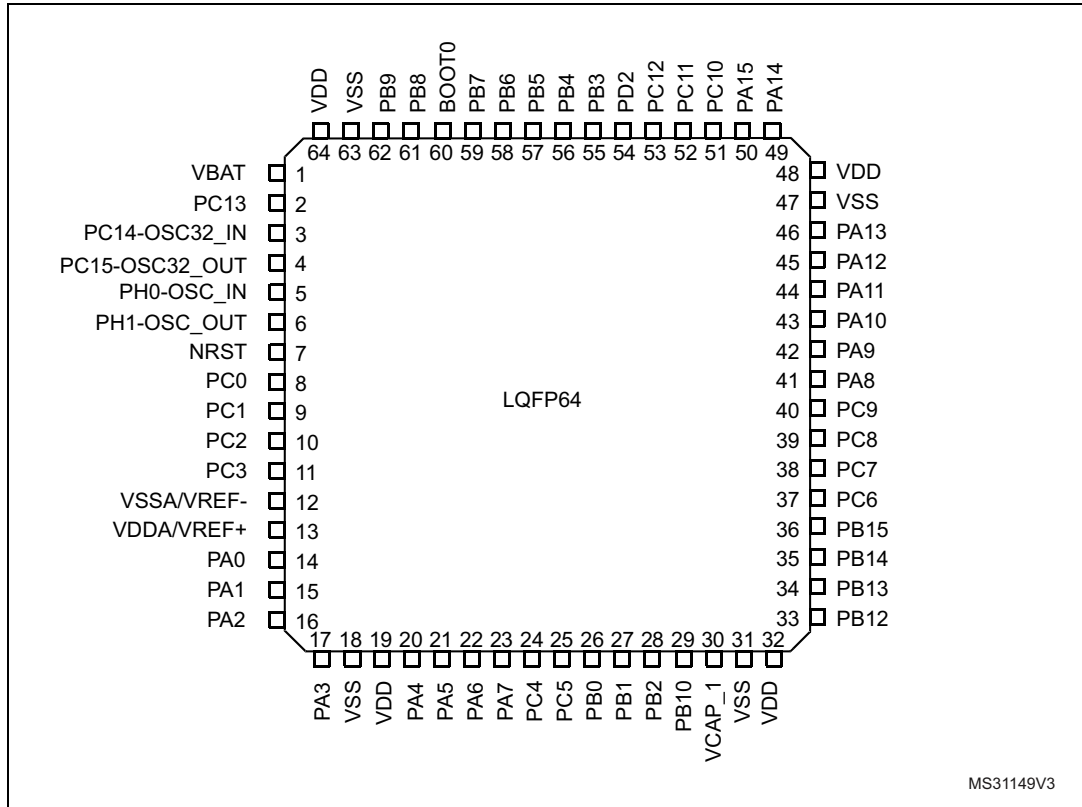 VDD VSS PB9 PB8 BOOT0 PB7 PB6 PB5 PB4 PB3 PD2 PC12 PC11 PC10 PA15 PA14
64 63 62 61 60 59 58 57 56 55 54 53 52 51 50 49
VBAT 1 48 VDD
PC13 2 47 VSS
PC14-OSC32_IN 3 46 PA13
PC15-OSC32_OUT 4 45 PA12
PH0-OSC_IN 5 44 PA11
PH1-OSC_OUT 6 43 PA10
NRST 7 42 PA9
PC0 8 41 PA8
LQFP64
PC1 9 40 PC9
PC2 10 39 PC8
PC3 11 38 PC7
VSSA/VREF- 12 37 PC6
VDDA/VREF+ 13 36 PB15
PA0 14 35 PB14
PA1 15 34 PB13
PA2 16 33 PB12
17 18 19 20 21 22 23 24 25 26 27 28 29 30 31 32
PA3 VSS VDD PA4 PA5 PA6 PA7 PC4 PC5 PB0 PB1 PB2 PB10 VCAP_1 VSS VDD
MS31149V3